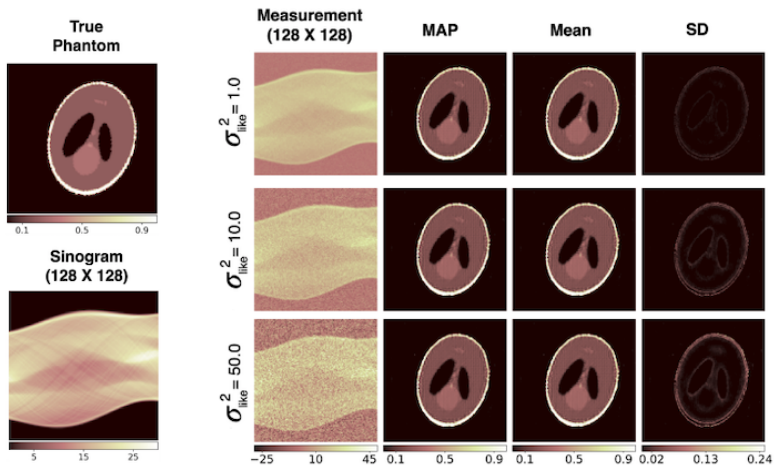 True
Phantom
0.1 0.5 0.9
Sinogram
(128 X 128)
5 15 25
Measurement
(128 X 128)
MAP
Mean
SD
σ²like = 1.0
σ²like = 10.0
σ²like = 50.0
−25 10 45
0.1 0.5 0.9
0.1 0.5 0.9
0.02 0.13 0.24